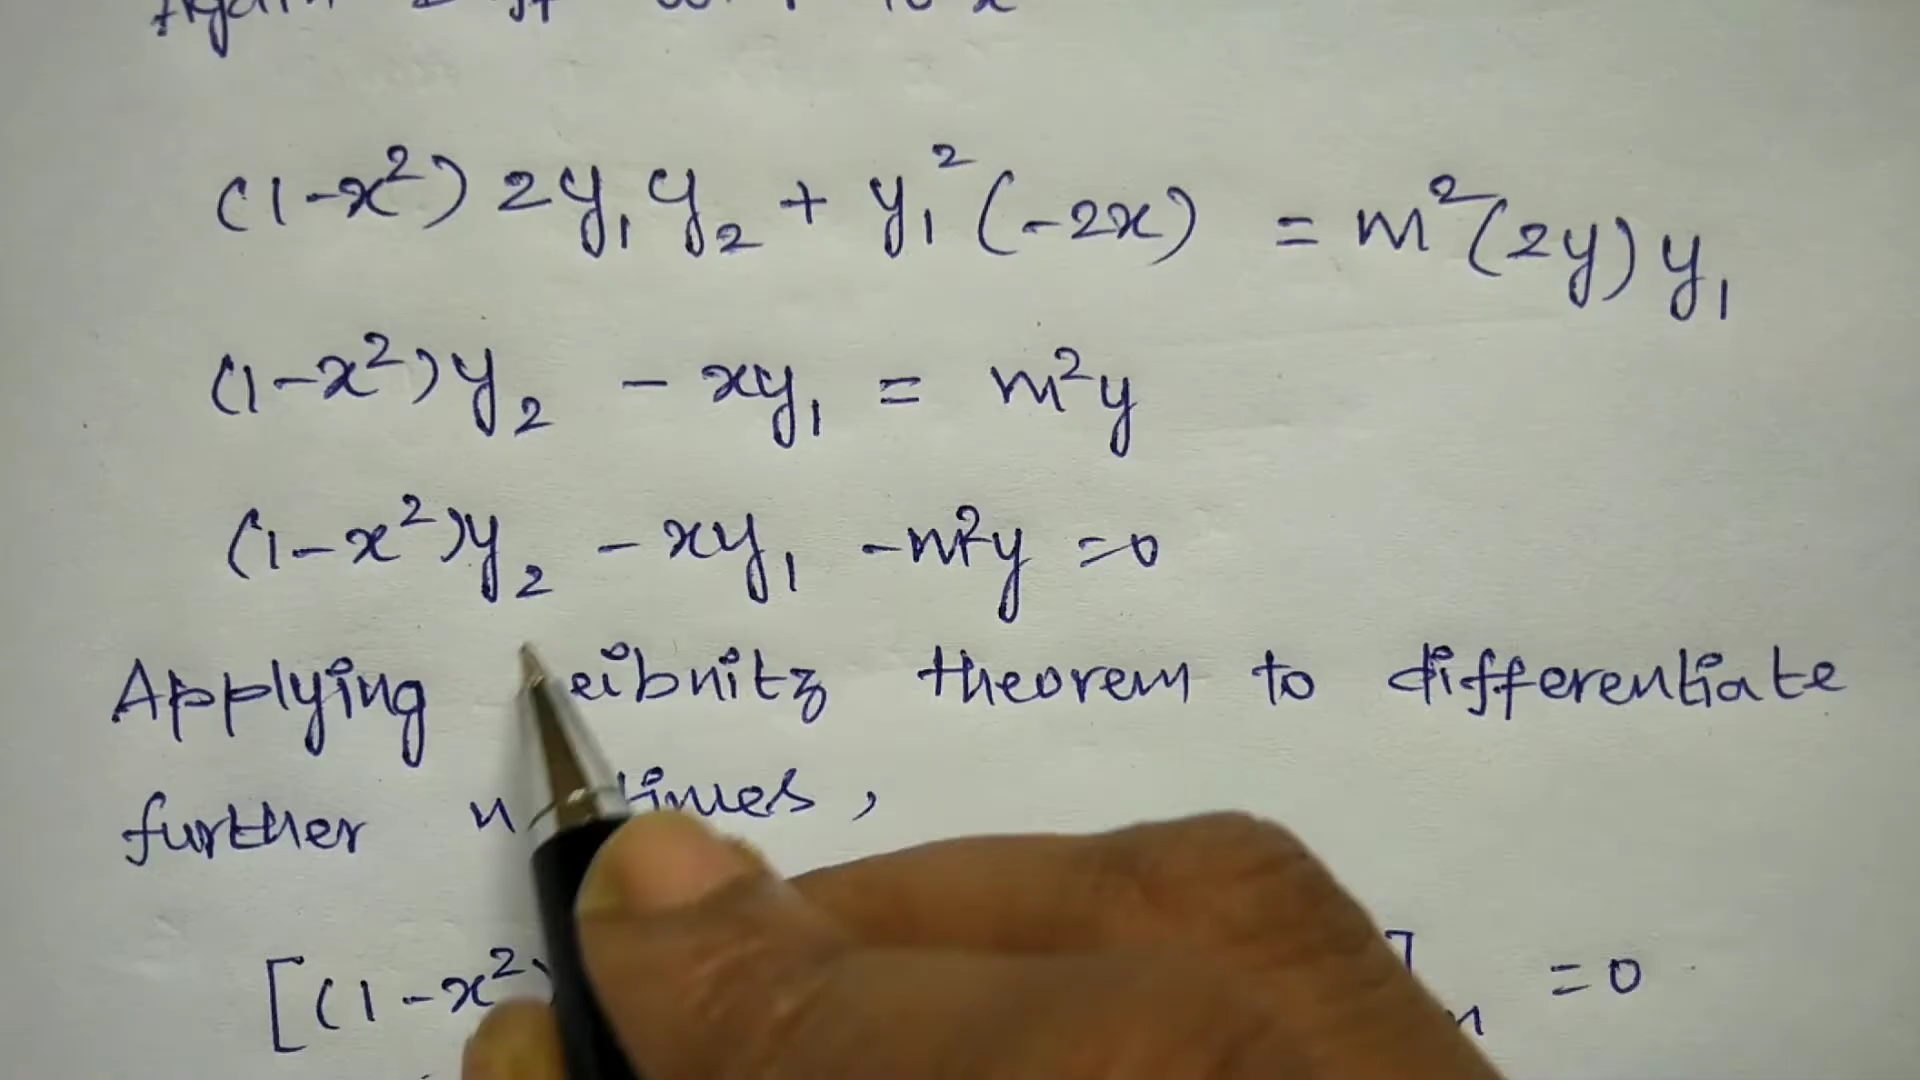 (1-x²) 2y₁y₂ + y₁² (-2x) = m²(2y) y₁
(1-x²)y₂ - xy₁ = m²y
(1-x²)y₂ - xy₁ - m²y = 0
Applying Leibnitz theorem to differentiate
further n times,
[(1-x²) ]ₙ = 0